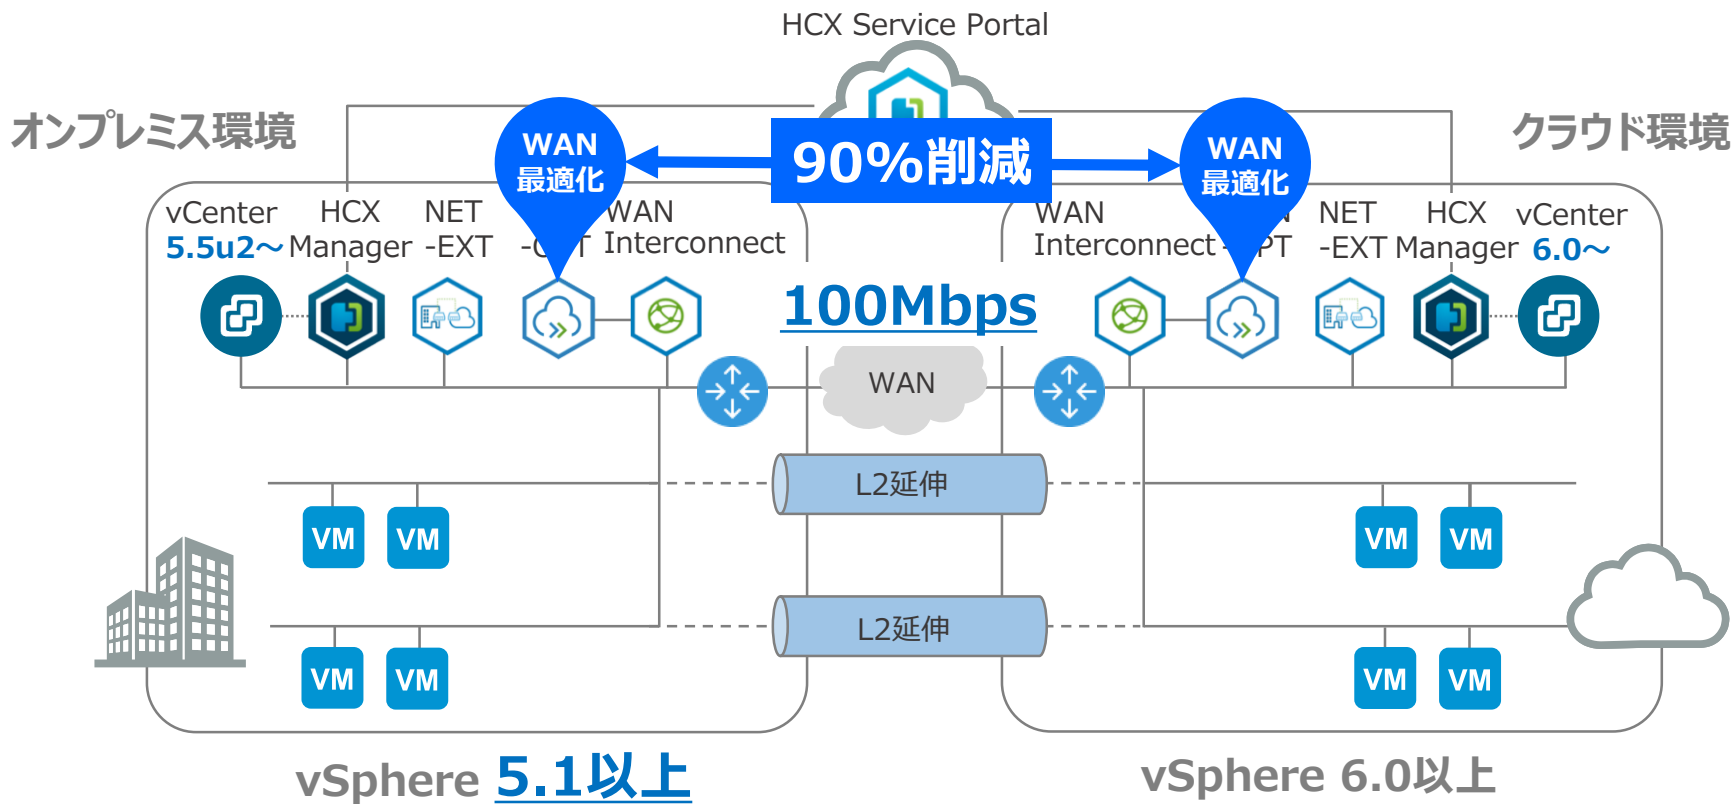 HCX Service Portal
オンプレミス環境
クラウド環境
WAN
最適化
90%削減
WAN
最適化
vCenter
5.5u2～
HCX
Manager
NET
-EXT
WAN
Interconnect
WAN
Interconnect
NET
-EXT
HCX
Manager
vCenter
6.0～
100Mbps
WAN
L2延伸
VM
VM
VM
VM
L2延伸
VM
VM
VM
VM
vSphere 5.1以上
vSphere 6.0以上